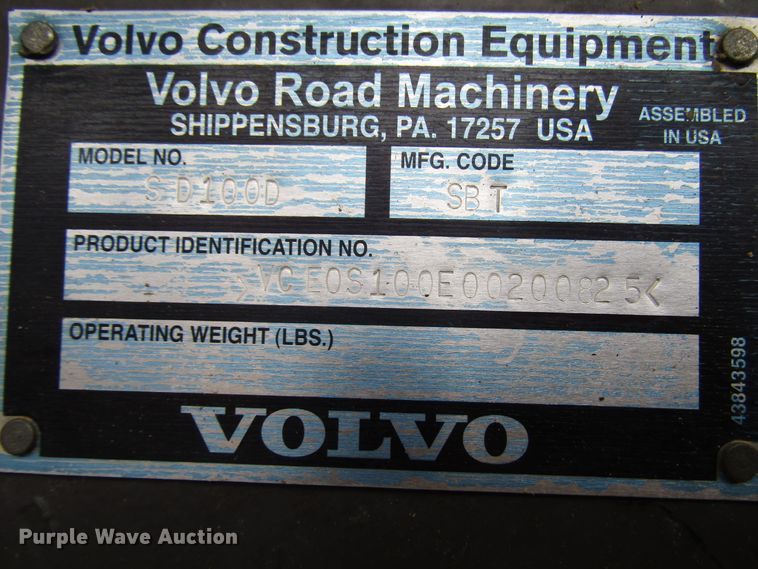 Volvo Construction Equipment
Volvo Road Machinery
SHIPPENSBURG, PA. 17257 USA
ASSEMBLED
IN USA
MODEL NO.
SD100D
MFG. CODE
SBT
PRODUCT IDENTIFICATION NO.
>VCE0S100E00200825<
OPERATING WEIGHT (LBS.)
43843598
VOLVO
Purple Wave Auction